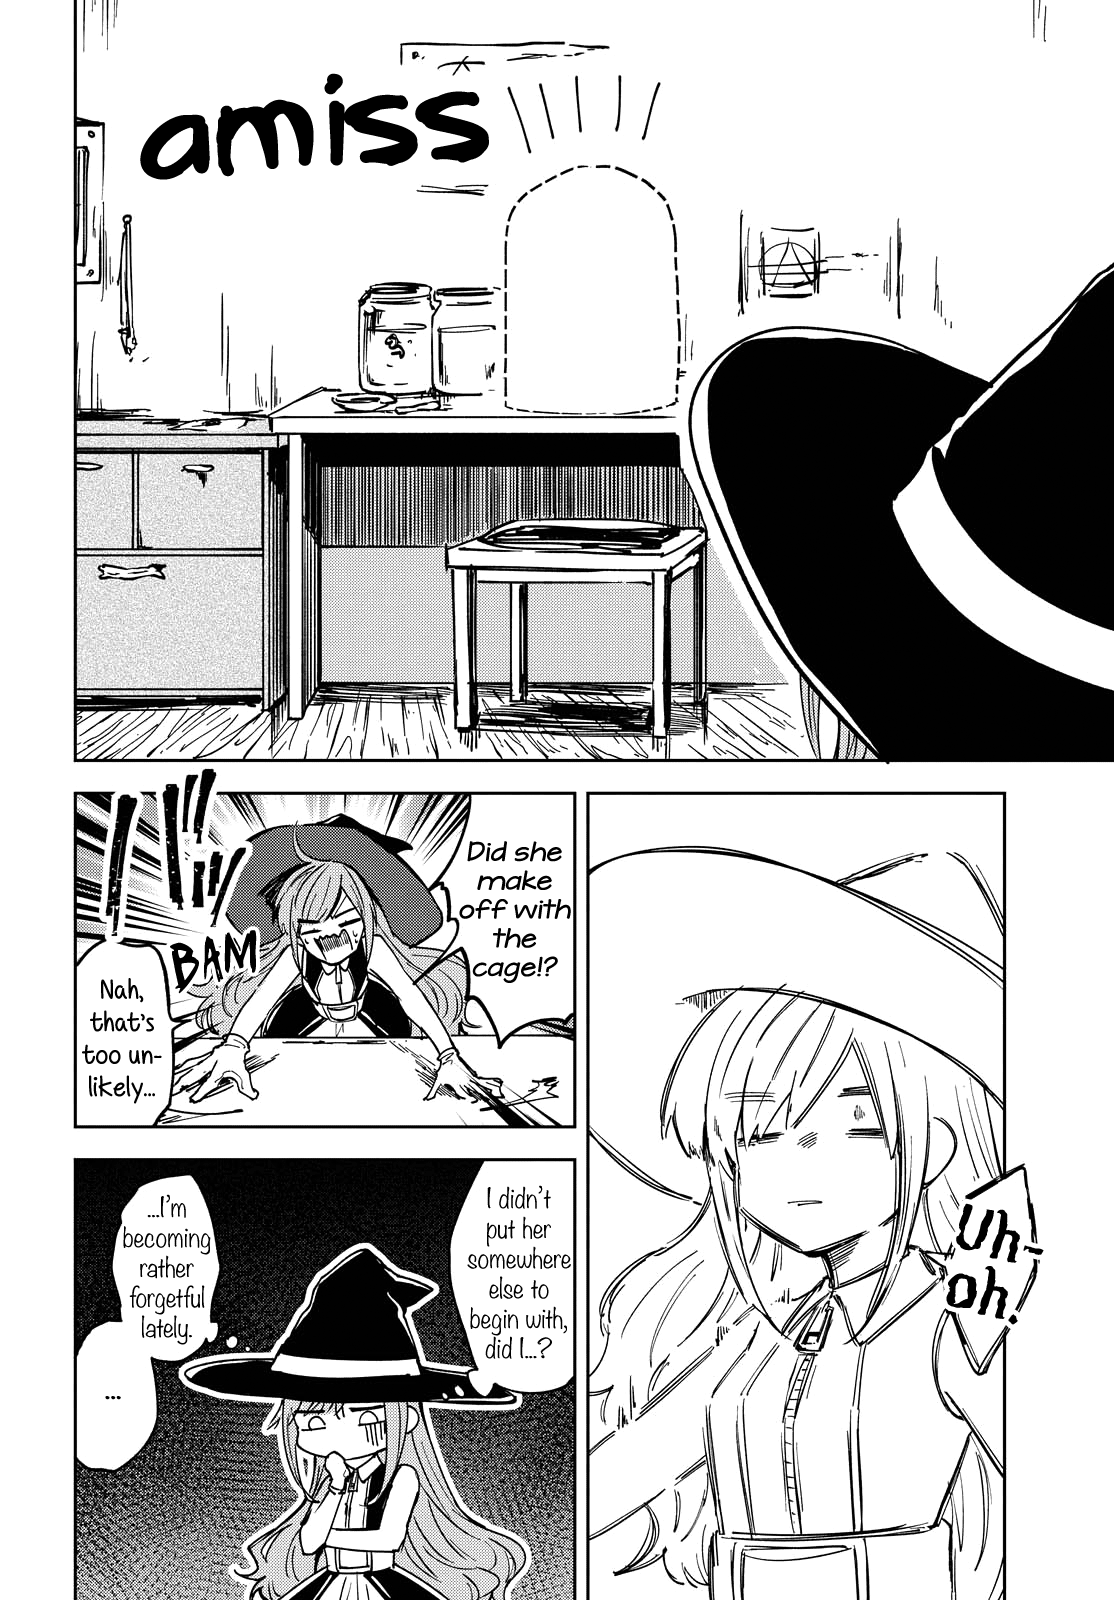 amiss
Uh-
oh.
Did she
make
off with
the
cage!?
BAM
Nah,
that's
too un-
likely...
I didn't
put her
somewhere
else to
begin with,
did I...?
...I'm
becoming
rather
forgetful
lately.
...